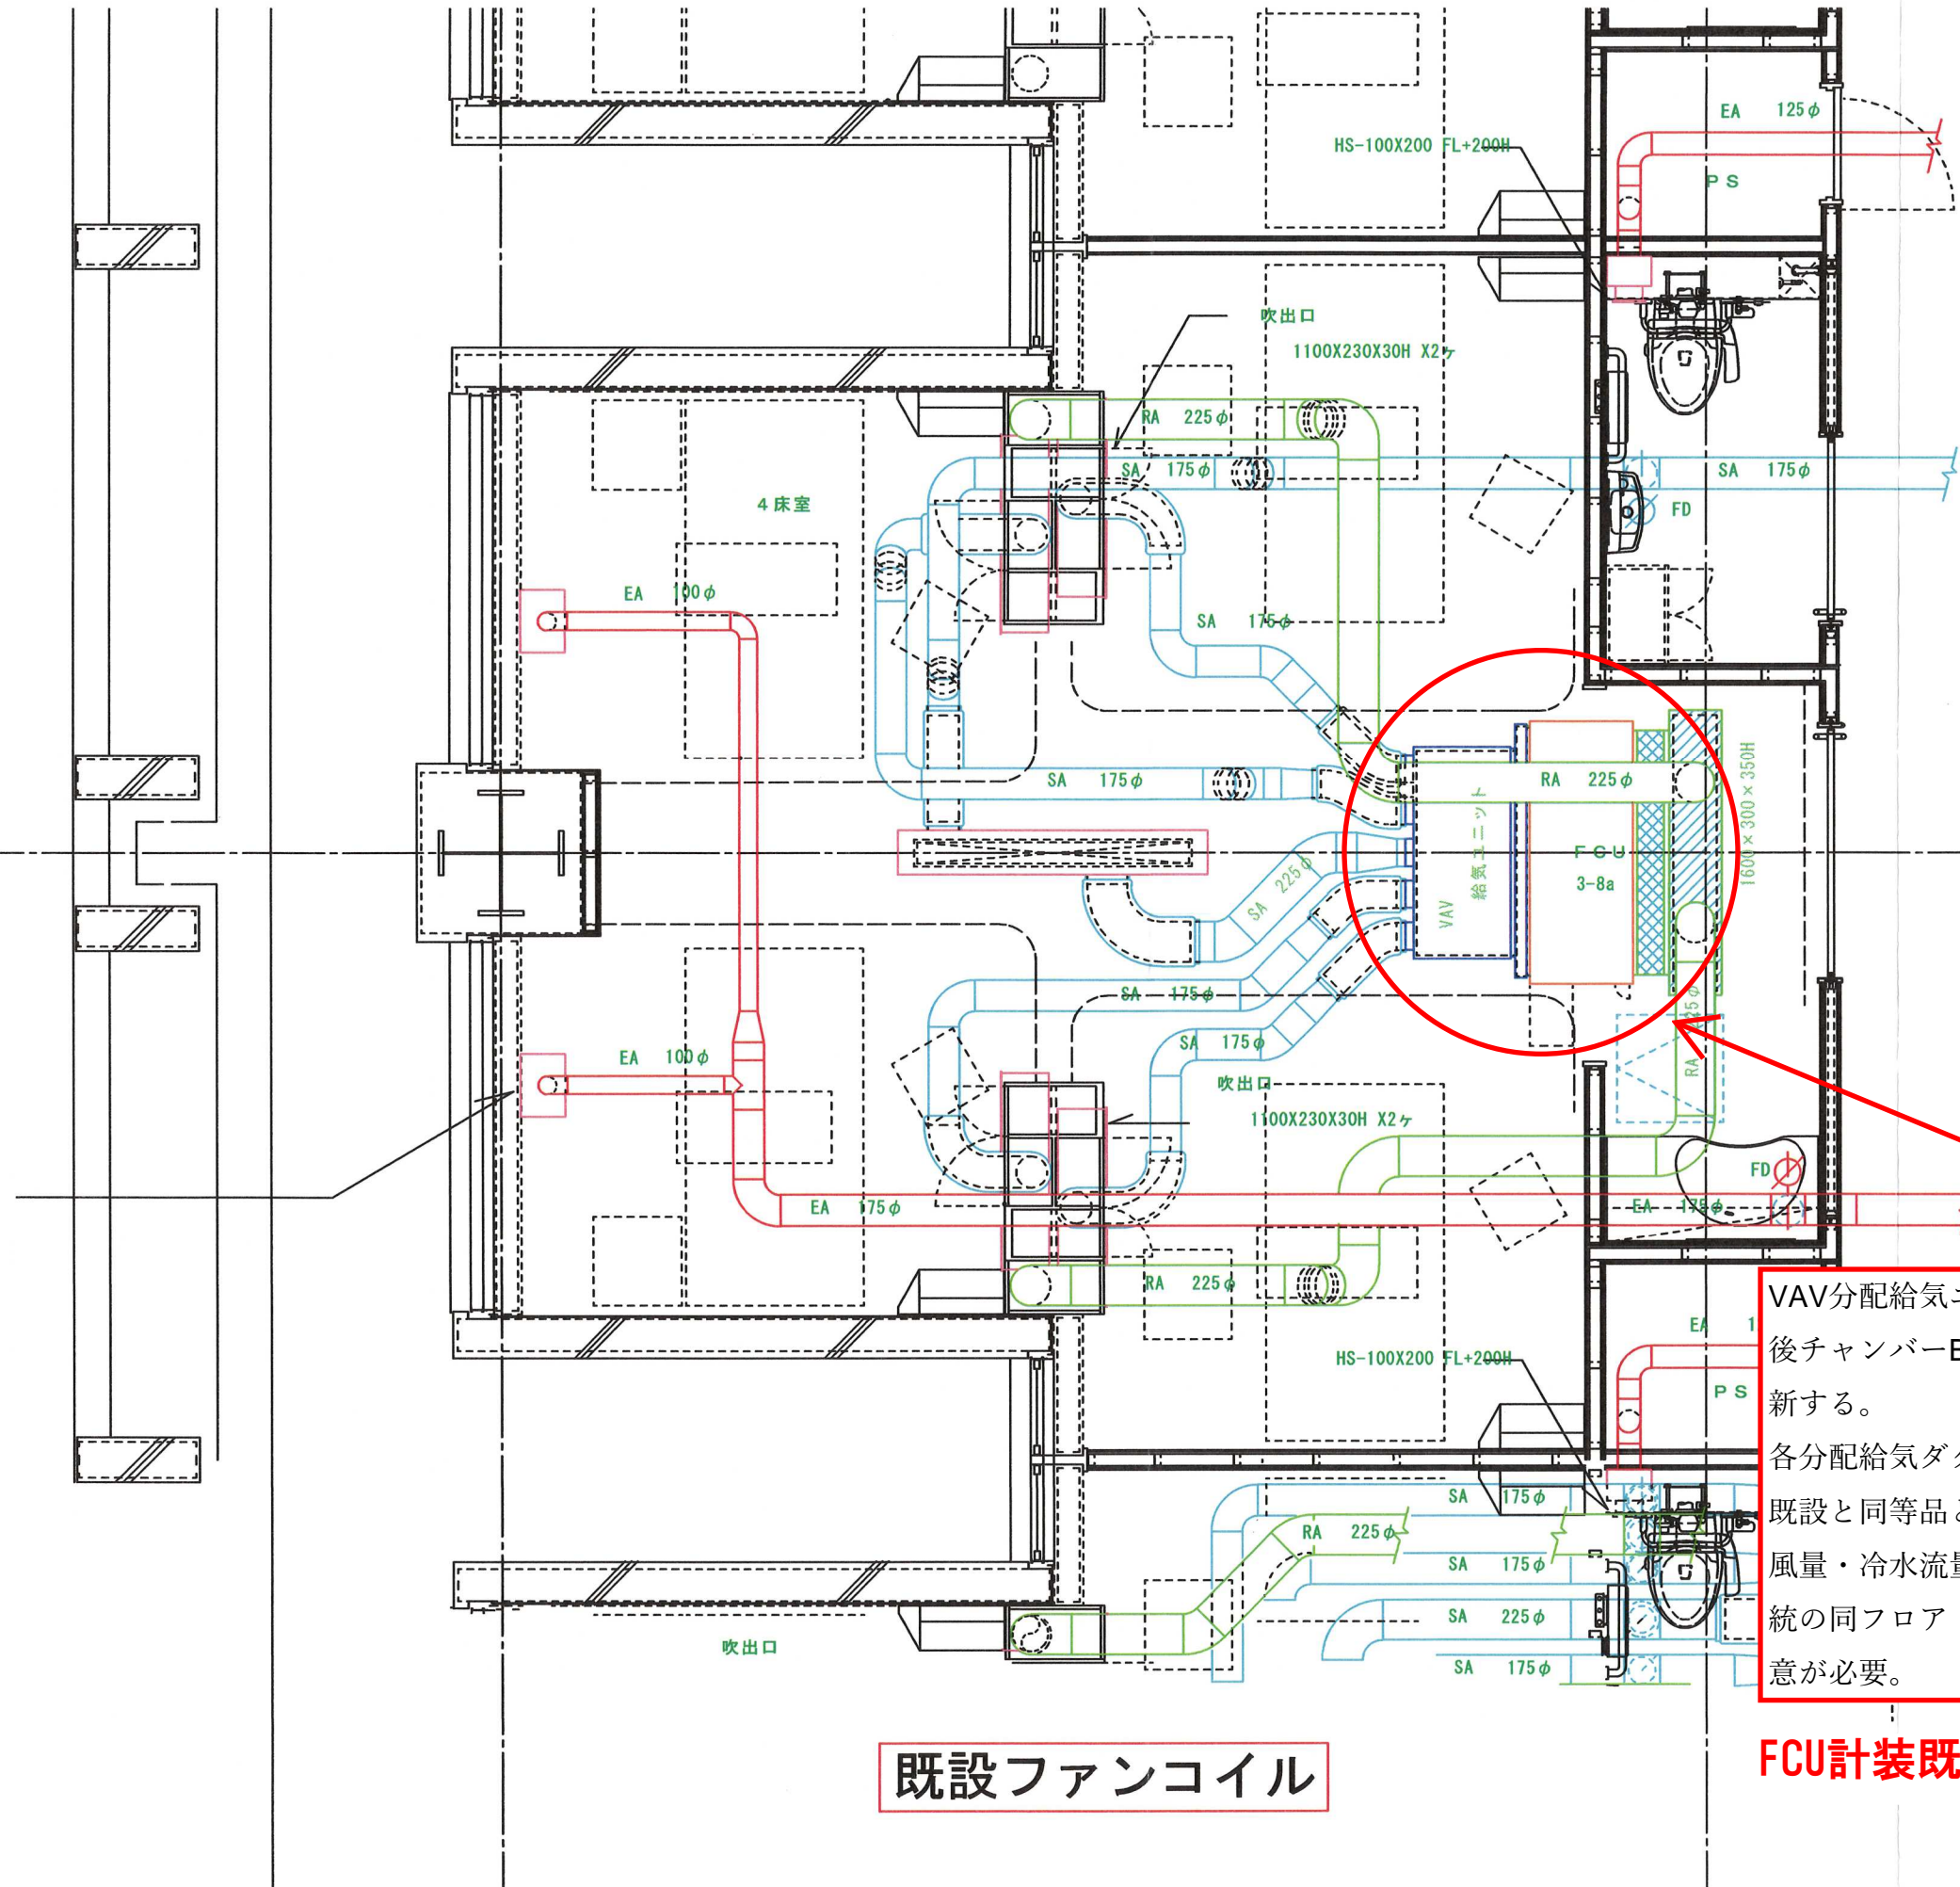 EA 125φ
HS-100X200 FL+200H
PS
吹出口
1100X230X30H X2ヶ
RA 225φ
SA 175φ
SA 175φ
4床室
FD
EA 100φ
SA 175φ
SA 175φ
RA 225φ
1600×300×350H
給気ユニット
VAV
FCU
3-8a
SA 225φ
SA 175φ
SA 175φ
EA 100φ
吹出口
1100X230X30H X2ヶ
RA
FD
EA 175φ
EA 175φ
RA 225φ
HS-100X200 FL+200H
EA
PS
VAV分配給気
後チャンバー
新する。
各分配給気ダ
既設と同等品
風量・冷水流
統の同フロア
意が必要。
SA 175φ
RA 225φ
SA 175φ
SA 225φ
SA 175φ
吹出口
既設ファンコイル
FCU計装既